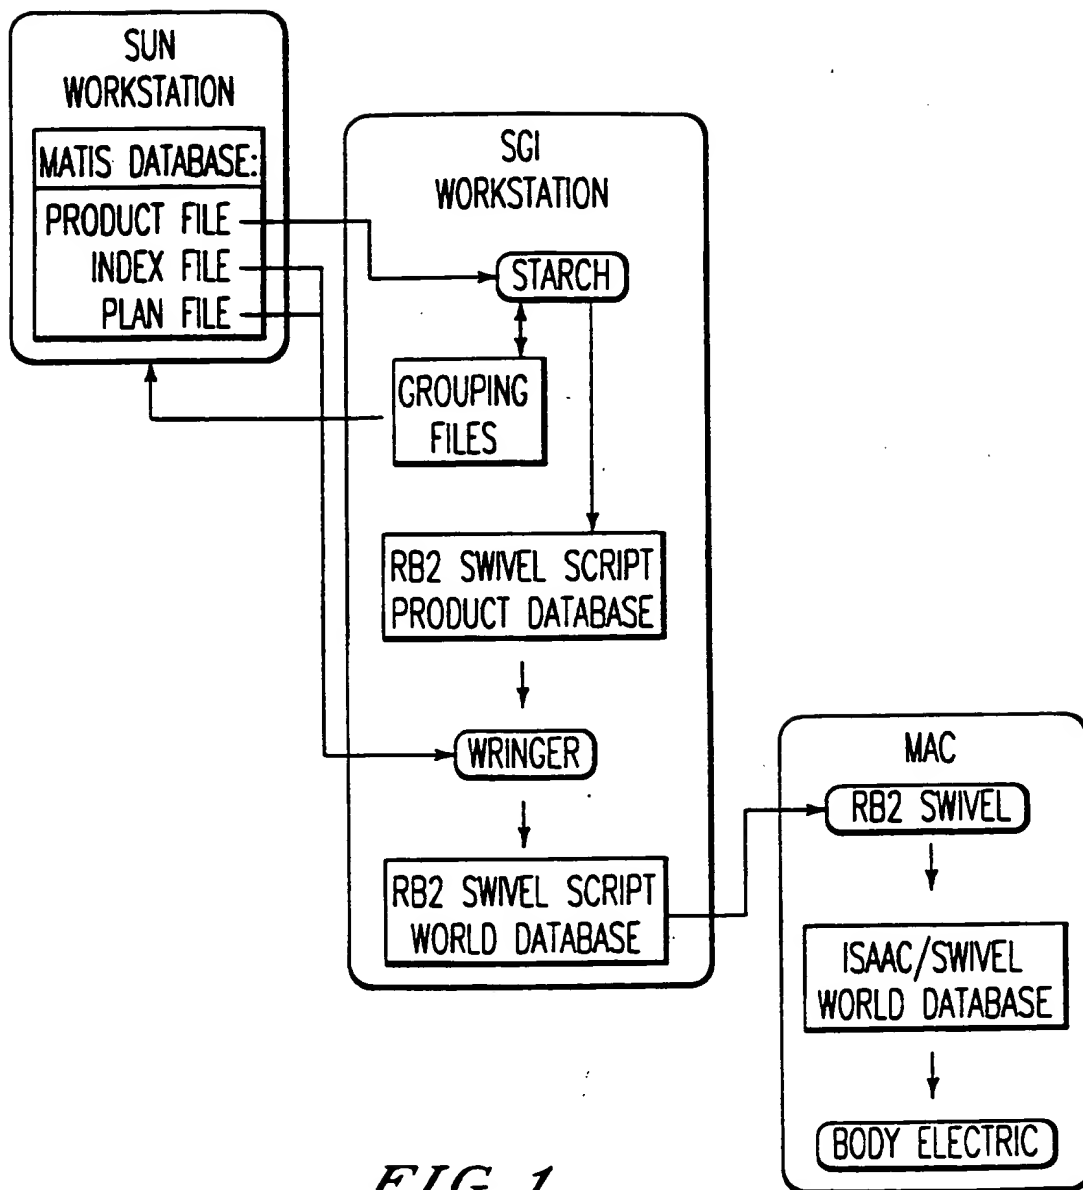 SUN
WORKSTATION
MATIS DATABASE:
PRODUCT FILE
INDEX FILE
PLAN FILE
SGI
WORKSTATION
STARCH
GROUPING
FILES
RB2 SWIVEL SCRIPT
PRODUCT DATABASE
WRINGER
RB2 SWIVEL SCRIPT
WORLD DATABASE
MAC
RB2 SWIVEL
ISAAC/SWIVEL
WORLD DATABASE
BODY ELECTRIC
FIG. 1